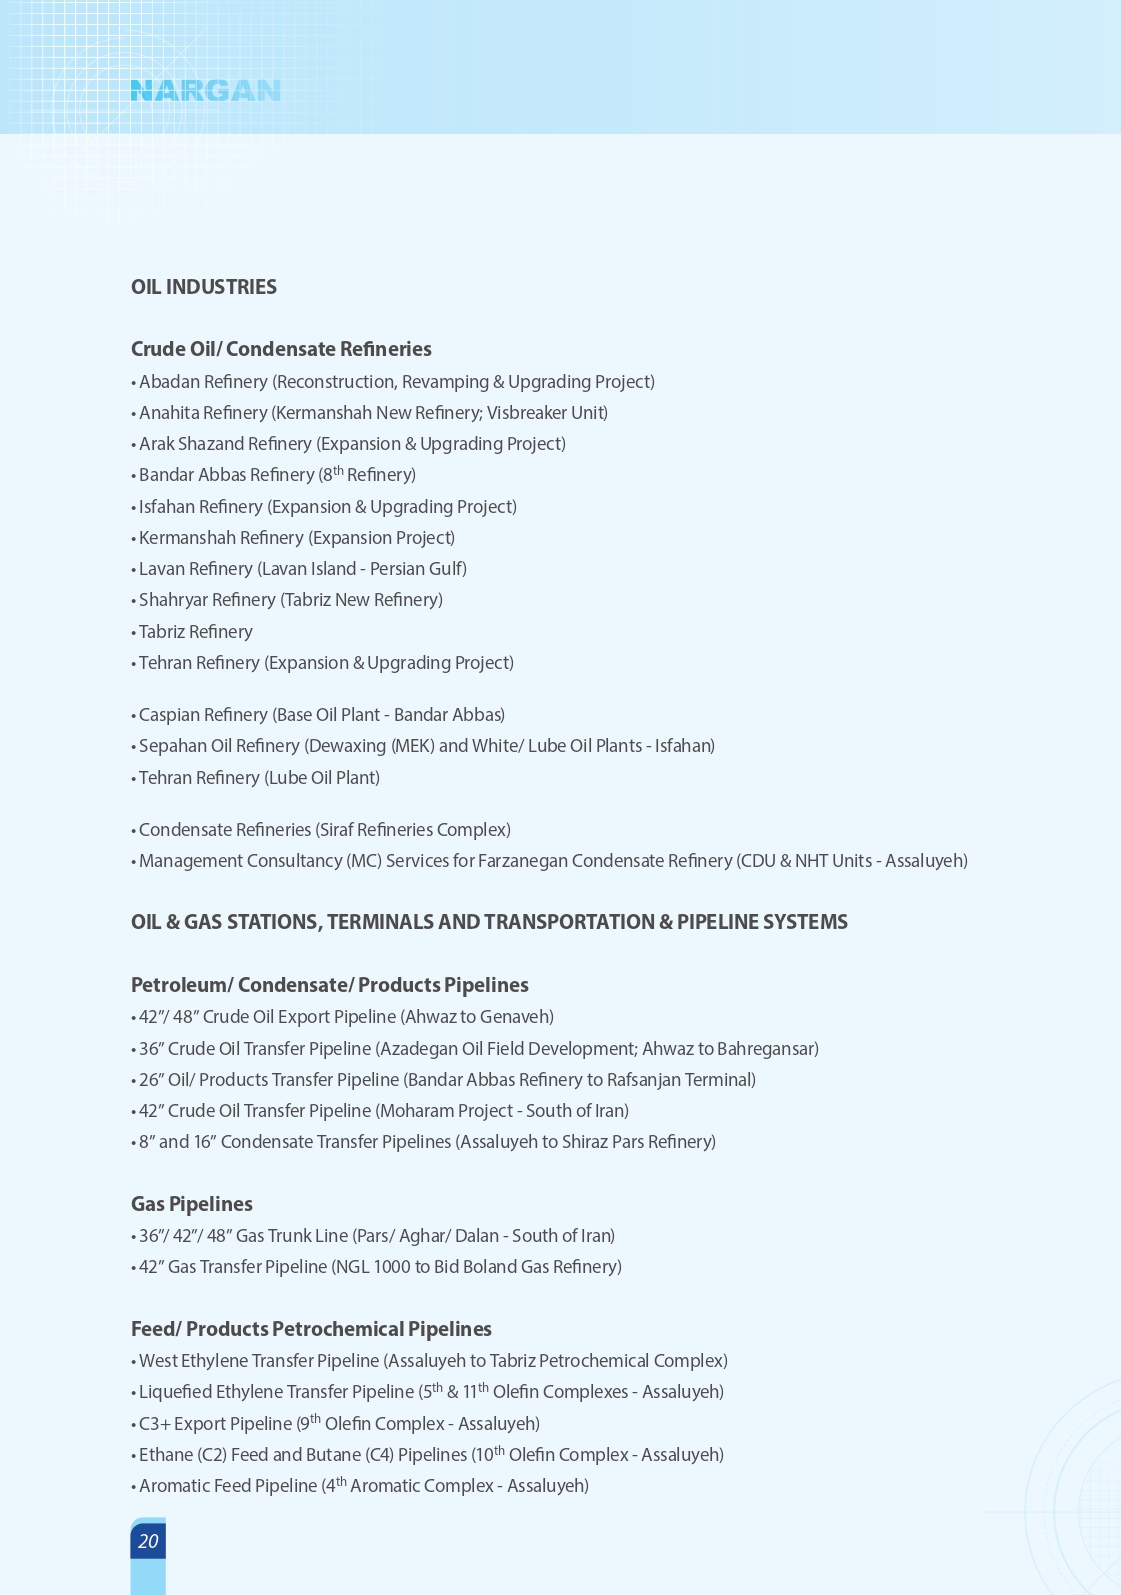 NARGAN
OIL INDUSTRIES
Crude Oil/ Condensate Refineries
• Abadan Refinery (Reconstruction, Revamping & Upgrading Project)
• Anahita Refinery (Kermanshah New Refinery; Visbreaker Unit)
• Arak Shazand Refinery (Expansion & Upgrading Project)
• Bandar Abbas Refinery (8th Refinery)
• Isfahan Refinery (Expansion & Upgrading Project)
• Kermanshah Refinery (Expansion Project)
• Lavan Refinery (Lavan Island - Persian Gulf)
• Shahryar Refinery (Tabriz New Refinery)
• Tabriz Refinery
• Tehran Refinery (Expansion & Upgrading Project)
• Caspian Refinery (Base Oil Plant - Bandar Abbas)
• Sepahan Oil Refinery (Dewaxing (MEK) and White/ Lube Oil Plants - Isfahan)
• Tehran Refinery (Lube Oil Plant)
• Condensate Refineries (Siraf Refineries Complex)
• Management Consultancy (MC) Services for Farzanegan Condensate Refinery (CDU & NHT Units - Assaluyeh)
OIL & GAS STATIONS, TERMINALS AND TRANSPORTATION & PIPELINE SYSTEMS
Petroleum/ Condensate/ Products Pipelines
• 42”/ 48” Crude Oil Export Pipeline (Ahwaz to Genaveh)
• 36” Crude Oil Transfer Pipeline (Azadegan Oil Field Development; Ahwaz to Bahregansar)
• 26” Oil/ Products Transfer Pipeline (Bandar Abbas Refinery to Rafsanjan Terminal)
• 42” Crude Oil Transfer Pipeline (Moharam Project - South of Iran)
• 8” and 16” Condensate Transfer Pipelines (Assaluyeh to Shiraz Pars Refinery)
Gas Pipelines
• 36”/ 42”/ 48” Gas Trunk Line (Pars/ Aghar/ Dalan - South of Iran)
• 42” Gas Transfer Pipeline (NGL 1000 to Bid Boland Gas Refinery)
Feed/ Products Petrochemical Pipelines
• West Ethylene Transfer Pipeline (Assaluyeh to Tabriz Petrochemical Complex)
• Liquefied Ethylene Transfer Pipeline (5th & 11th Olefin Complexes - Assaluyeh)
• C3+ Export Pipeline (9th Olefin Complex - Assaluyeh)
• Ethane (C2) Feed and Butane (C4) Pipelines (10th Olefin Complex - Assaluyeh)
• Aromatic Feed Pipeline (4th Aromatic Complex - Assaluyeh)
20